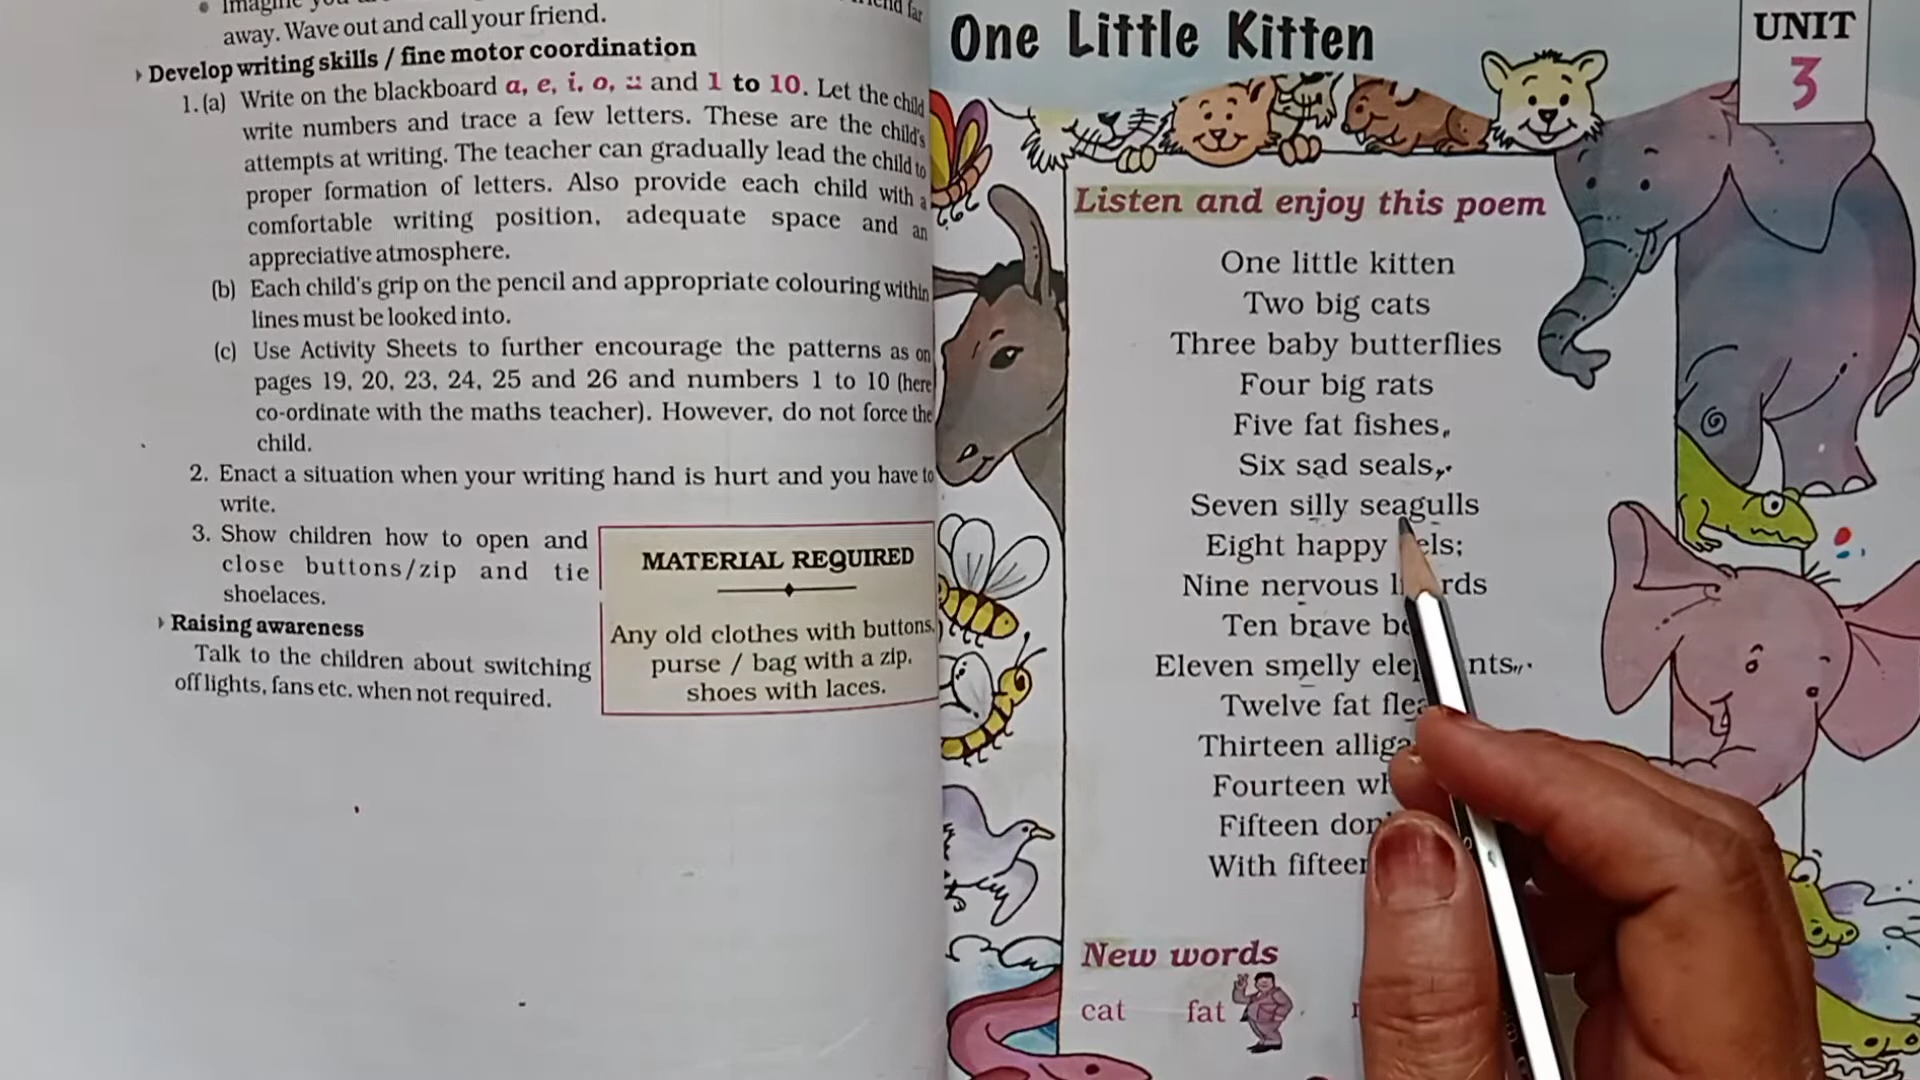 away. Wave out and call your friend.
Develop writing skills / fine motor coordination
1. (a) Write on the blackboard a, e, i, o, u and 1 to 10. Let the child
write numbers and trace a few letters. These are the child's
attempts at writing. The teacher can gradually lead the child to
proper formation of letters. Also provide each child with a
comfortable writing position, adequate space and an
appreciative atmosphere.
(b) Each child's grip on the pencil and appropriate colouring within
lines must be looked into.
(c) Use Activity Sheets to further encourage the patterns as on
pages 19, 20, 23, 24, 25 and 26 and numbers 1 to 10 (here
co-ordinate with the maths teacher). However, do not force the
child.
2. Enact a situation when your writing hand is hurt and you have to
write.
3. Show children how to open and
close buttons/zip and tie
shoelaces.
Raising awareness
Talk to the children about switching
off lights, fans etc. when not required.
MATERIAL REQUIRED
Any old clothes with buttons,
purse / bag with a zip,
shoes with laces.
One Little Kitten
UNIT
3
Listen and enjoy this poem
One little kitten
Two big cats
Three baby butterflies
Four big rats
Five fat fishes,
Six sad seals,
Seven silly seagulls
Eight happy
Nine nervous
Ten brave
Eleven smelly
Twelve fat
Thirteen
Fourteen
Fifteen
With
New words
cat fat